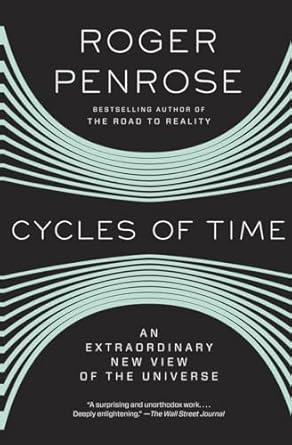 ROGER
PENROSE
BESTSELLING AUTHOR OF
THE ROAD TO REALITY
CYCLES OF TIME
AN
EXTRAORDINARY
NEW VIEW
OF THE UNIVERSE
“A surprising and unorthodox work. . . .
Deeply enlightening.” —The Wall Street Journal